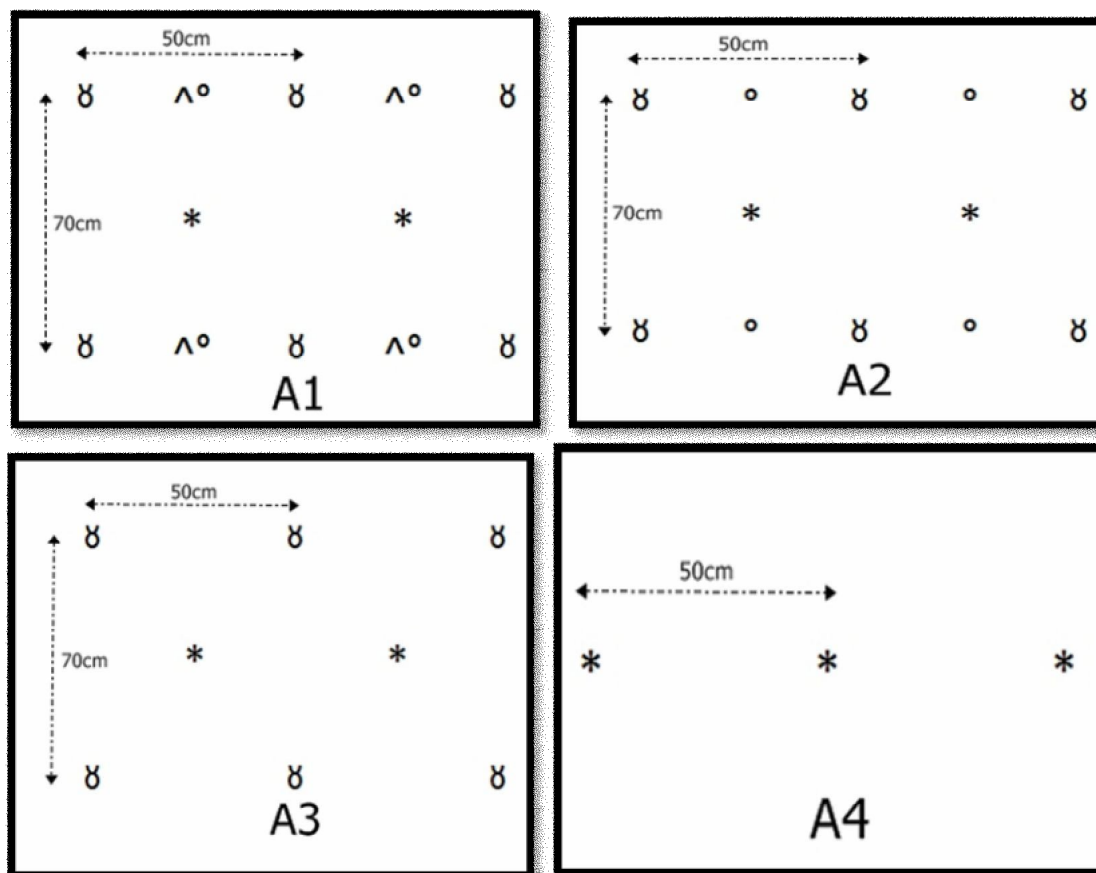 50cm
ȣ ^° ȣ ^° ȣ
70cm
* *
ȣ ^° ȣ ^° ȣ
A1
50cm
ȣ ° ȣ ° ȣ
70cm
* *
ȣ ° ȣ ° ȣ
A2
50cm
ȣ ȣ ȣ
70cm
* *
ȣ ȣ ȣ
A3
50cm
* * *
A4